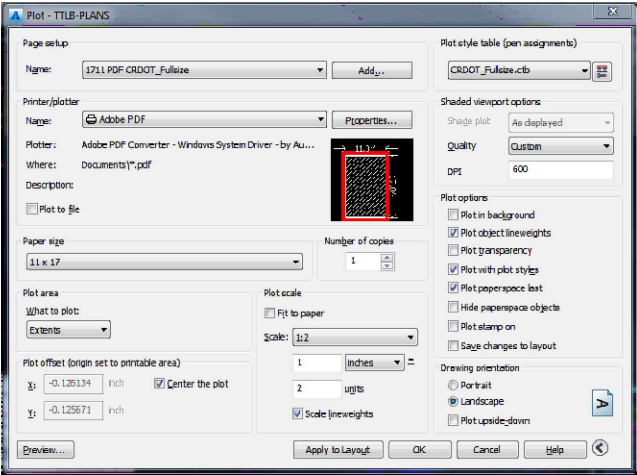 Plot - TTLB-PLANS
Page setup
Name: 1711 PDF CRDOT_Fullsize Add...
Printer/plotter
Name: Adobe PDF Properties...
Plotter: Adobe PDF Converter - Windows System Driver - by Au...
Where: Documents\*.pdf
Description:
Plot to file
Paper size
11 x 17
Number of copies
1
Plot area
What to plot:
Extents
Plot offset (origin set to printable area)
X: -0.126134 inch Center the plot
Y: -0.125671 inch
Plot scale
Fit to paper
Scale: 1:2
1 inches =
2 units
Scale lineweights
Plot style table (pen assignments)
CRDOT_Fullsize.ctb
Shaded viewport options
Shade plot As displayed
Quality Custom
DPI 600
Plot options
Plot in background
Plot object lineweights
Plot transparency
Plot with plot styles
Plot paperspace last
Hide paperspace objects
Plot stamp on
Save changes to layout
Drawing orientation
Portrait
Landscape
Plot upside-down
A
Preview... Apply to Layout OK Cancel Help